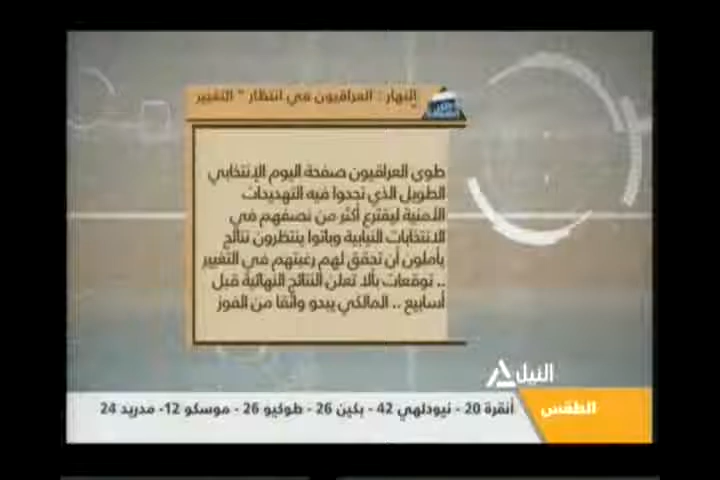 النهار : العراقيون في انتظار " التغيير
طوى العراقيون صفحة اليوم الإنتخابي
الطويل الذي تحدوا فيه التهديدات
الأمنية ليقترع أكثر من نصفهم في
الانتخابات النيابية وباتوا ينتظرون نتائج
يأملون أن تحقق لهم رغبتهم في التغيير
.. توقعات بألا تعلن النتائج النهائية قبل
أسابيع .. المالكي يبدو واثقا من الفوز
النيل
الطقس أنقرة 20 - نيودلهي 42 - بكين 26 - طوكيو 26 - موسكو 12- مدريد 24